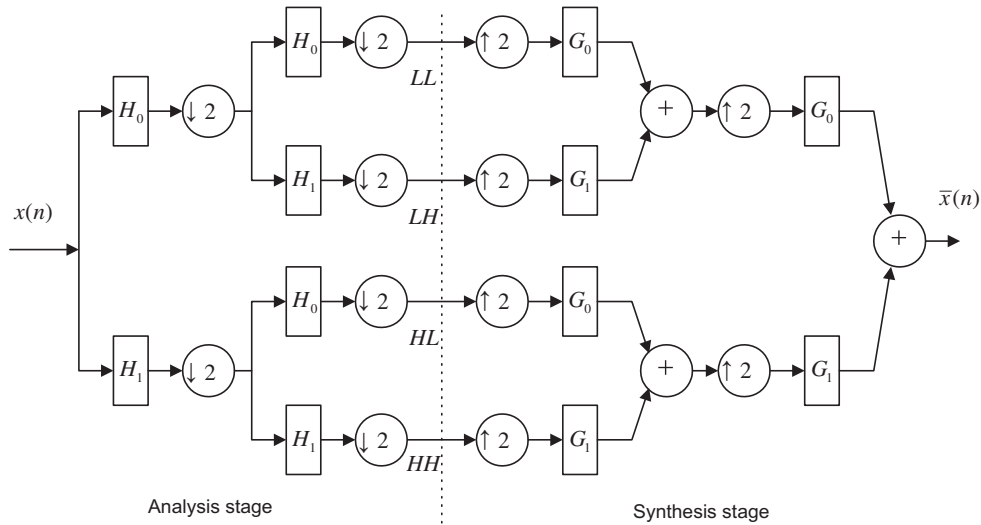 H₀ ↓ 2 ↑ 2 G₀
LL
H₀ ↓ 2 + ↑ 2 G₀
H₁ ↓ 2 ↑ 2 G₁
LH
x(n) x̅(n)
+
H₀ ↓ 2 ↑ 2 G₀
HL
H₁ ↓ 2 + ↑ 2 G₁
H₁ ↓ 2 ↑ 2 G₁
HH
Analysis stage Synthesis stage